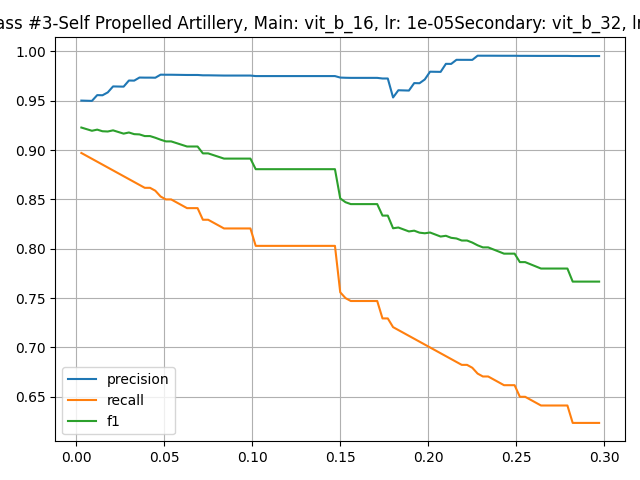 ass #3-Self Propelled Artillery, Main: vit_b_16, lr: 1e-05Secondary: vit_b_32, lr
1.00
0.95
0.90
0.85
0.80
0.75
0.70
0.65
precision
recall
f1
0.00 0.05 0.10 0.15 0.20 0.25 0.30